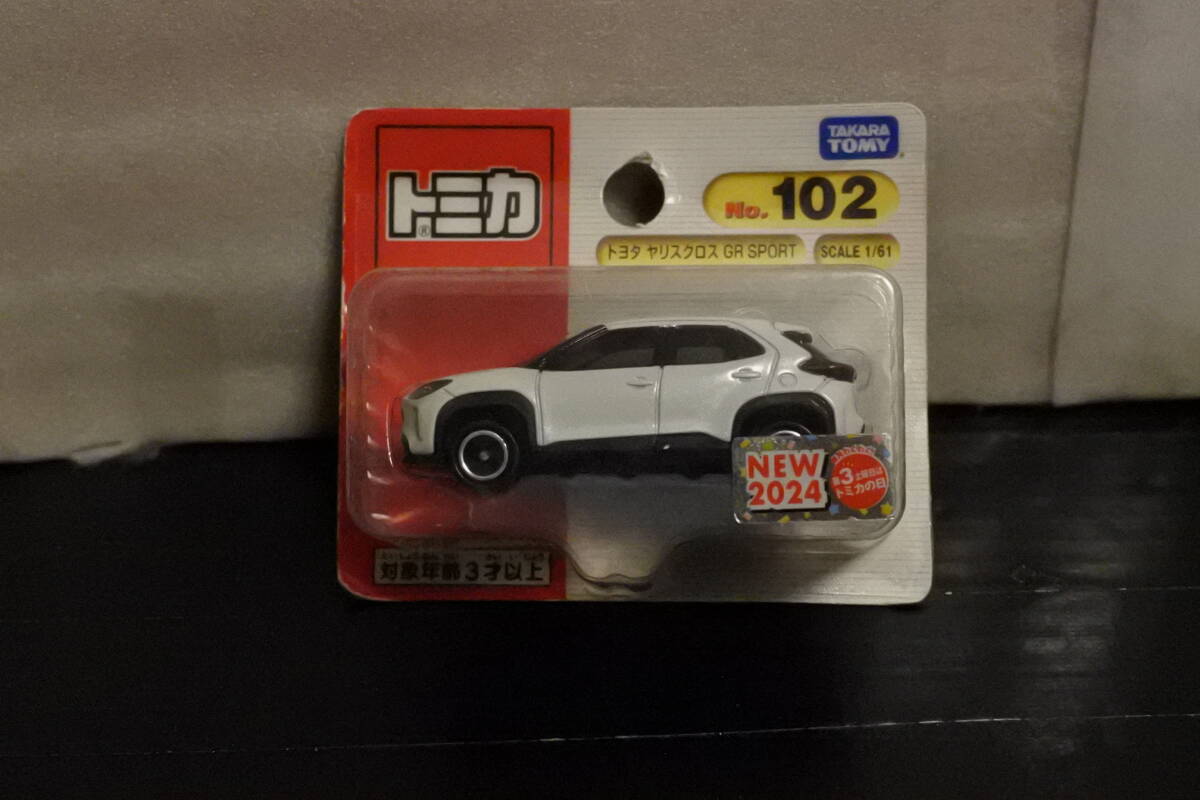 トミカ
®
TAKARA
TOMY
No. 102
トヨタ ヤリスクロス GR SPORT
SCALE 1/61
NEW
2024
第3土曜日は
トミカの日
対象年齢3才以上